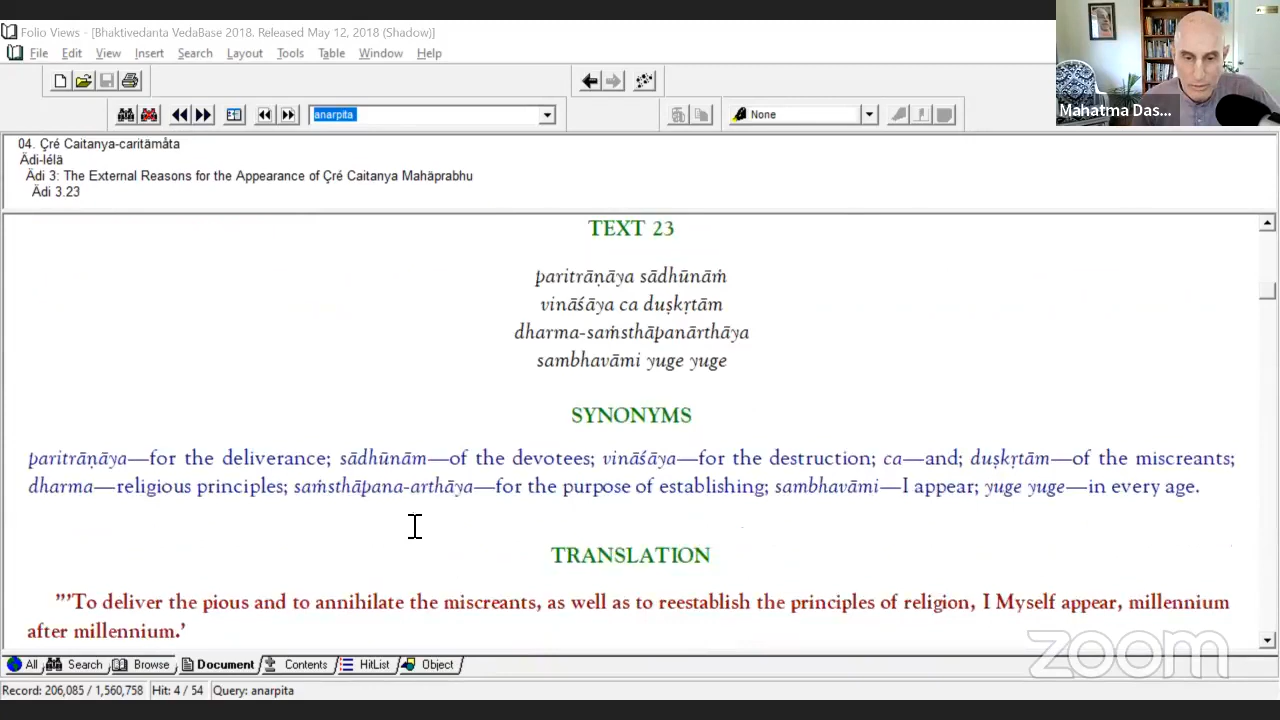 Folio Views - [Bhaktivedanta VedaBase 2018. Released May 12, 2018 (Shadow)]
File Edit View Insert Search Layout Tools Table Window Help
anarpita
None
Mahatma Das...
04. Çré Caitanya-caritämåta
Ädi-lélä
Ädi 3: The External Reasons for the Appearance of Çré Caitanya Mahäprabhu
Ädi 3.23
TEXT 23
paritrāṇāya sādhūnāṁ
vināśāya ca duṣkṛtām
dharma-saṁsthāpanārthāya
sambhavāmi yuge yuge
SYNONYMS
paritrāṇāya—for the deliverance; sādhūnām—of the devotees; vināśāya—for the destruction; ca—and; duṣkṛtām—of the miscreants;
dharma—religious principles; saṁsthāpana-arthāya—for the purpose of establishing; sambhavāmi—I appear; yuge yuge—in every age.
TRANSLATION
"'To deliver the pious and to annihilate the miscreants, as well as to reestablish the principles of religion, I Myself appear, millennium
after millennium.'
zoom
All Search Browse Document Contents HitList Object
Record: 206,085 / 1,560,758 Hit: 4 / 54 Query: anarpita